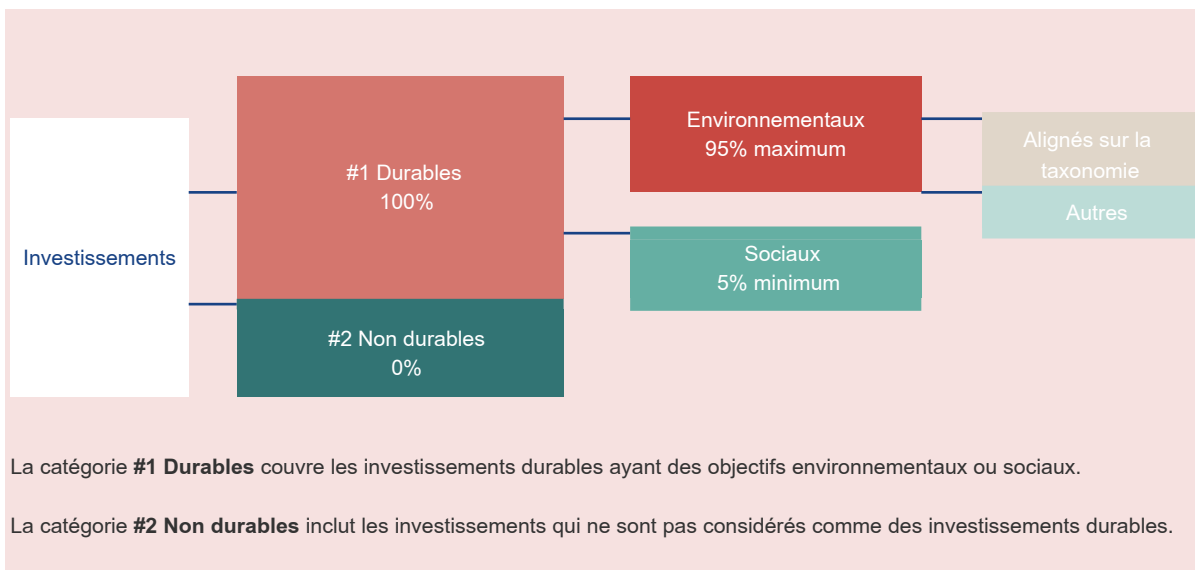 Investissements
#1 Durables
100%
#2 Non durables
0%
Environnementaux
95% maximum
Sociaux
5% minimum
Alignés sur la
taxonomie
Autres
La catégorie #1 Durables couvre les investissements durables ayant des objectifs environnementaux ou sociaux.
La catégorie #2 Non durables inclut les investissements qui ne sont pas considérés comme des investissements durables.